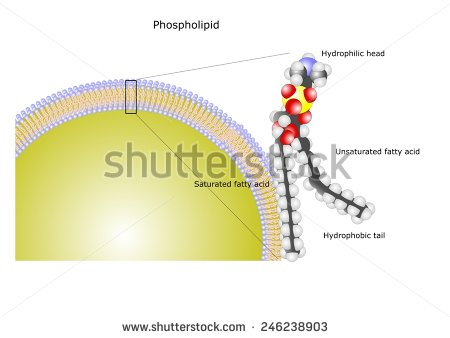 Phospholipid
Hydrophilic head
Unsaturated fatty acid
Saturated fatty acid
Hydrophobic tail
shutterstock
www.shutterstock.com · 246238903